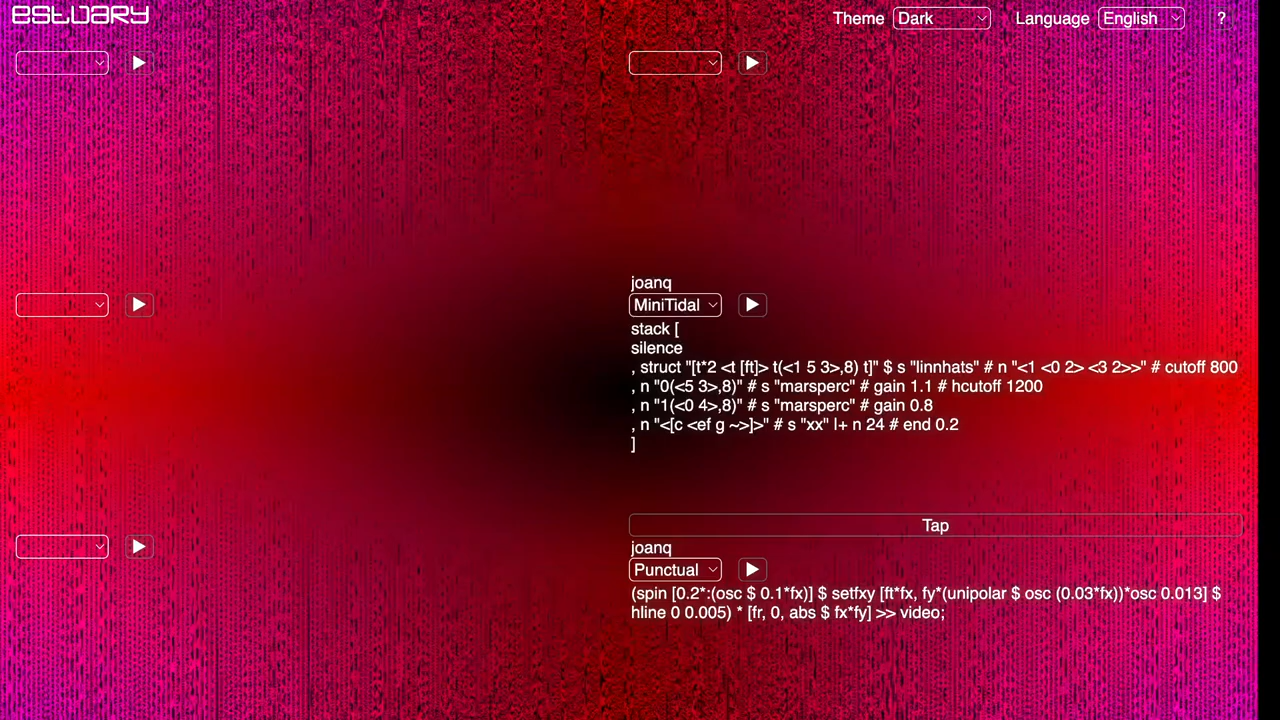 estuary
Theme Dark Language English ?
joanq
MiniTidal
stack [
silence
, struct "[t*2 <t [ft]> t(<1 5 3>,8) t]" $ s "linnhats" # n "<1 <0 2> <3 2>>" # cutoff 800
, n "0(<5 3>,8)" # s "marsperc" # gain 1.1 # hcutoff 1200
, n "1(<0 4>,8)" # s "marsperc" # gain 0.8
, n "<[c <ef g ~>]>" # s "xx" |+ n 24 # end 0.2
]
Tap
joanq
Punctual
(spin [0.2*:(osc $ 0.1*fx)] $ setfxy [ft*fx, fy*(unipolar $ osc (0.03*fx))*osc 0.013] $
hline 0 0.005) * [fr, 0, abs $ fx*fy] >> video;